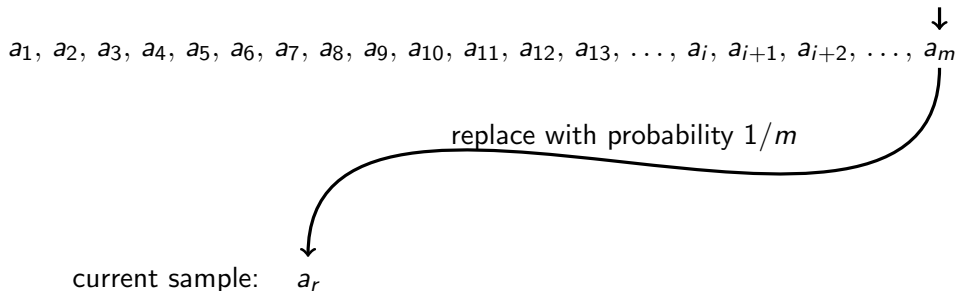 a₁, a₂, a₃, a₄, a₅, a₆, a₇, a₈, a₉, a₁₀, a₁₁, a₁₂, a₁₃, ..., aᵢ, aᵢ₊₁, aᵢ₊₂, ..., aₘ
replace with probability 1/m
current sample: aᵣ